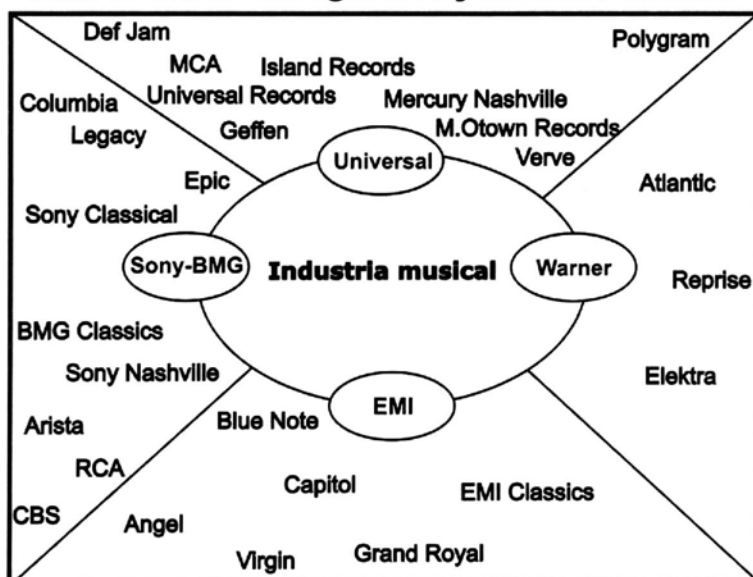 Def Jam
Polygram
MCA
Island Records
Columbia
Universal Records
Mercury Nashville
Legacy
Geffen
M.Otown Records
Universal
Verve
Epic
Atlantic
Sony Classical
Sony-BMG
Industria musical
Warner
Reprise
BMG Classics
Sony Nashville
Elektra
EMI
Blue Note
Arista
RCA
Capitol
EMI Classics
CBS
Angel
Virgin
Grand Royal